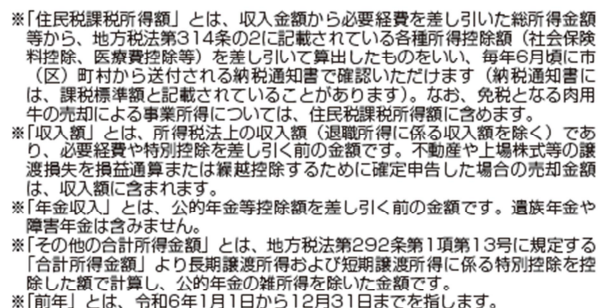 ※「住民税課税所得額」とは、収入金額から必要経費を差し引いた総所得金額
等から、地方税法第314条の2に記載されている各種所得控除額（社会保険
料控除、医療費控除等）を差し引いて算出したものをいい、毎年6月頃に市
（区）町村から送付される納税通知書で確認いただけます（納税通知書に
は、課税標準額と記載されていることがあります）。なお、免税となる肉用
牛の売却による事業所得については、住民税課税所得額に含めます。
※「収入額」とは、所得税法上の収入額（退職所得に係る収入額を除く）であ
り、必要経費や特別控除を差し引く前の金額です。不動産や上場株式等の譲
渡損失を損益通算または繰越控除するために確定申告した場合の売却金額
は、収入額に含まれます。
※「年金収入」とは、公的年金等控除額を差し引く前の金額です。遺族年金や
障害年金は含みません。
※「その他の合計所得金額」とは、地方税法第292条第1項第13号に規定する
「合計所得金額」より長期譲渡所得および短期譲渡所得に係る特別控除を控
除した額で計算し、公的年金の雑所得を除いた金額です。
※「前年」とは、令和6年1月1日から12月31日までを指します。